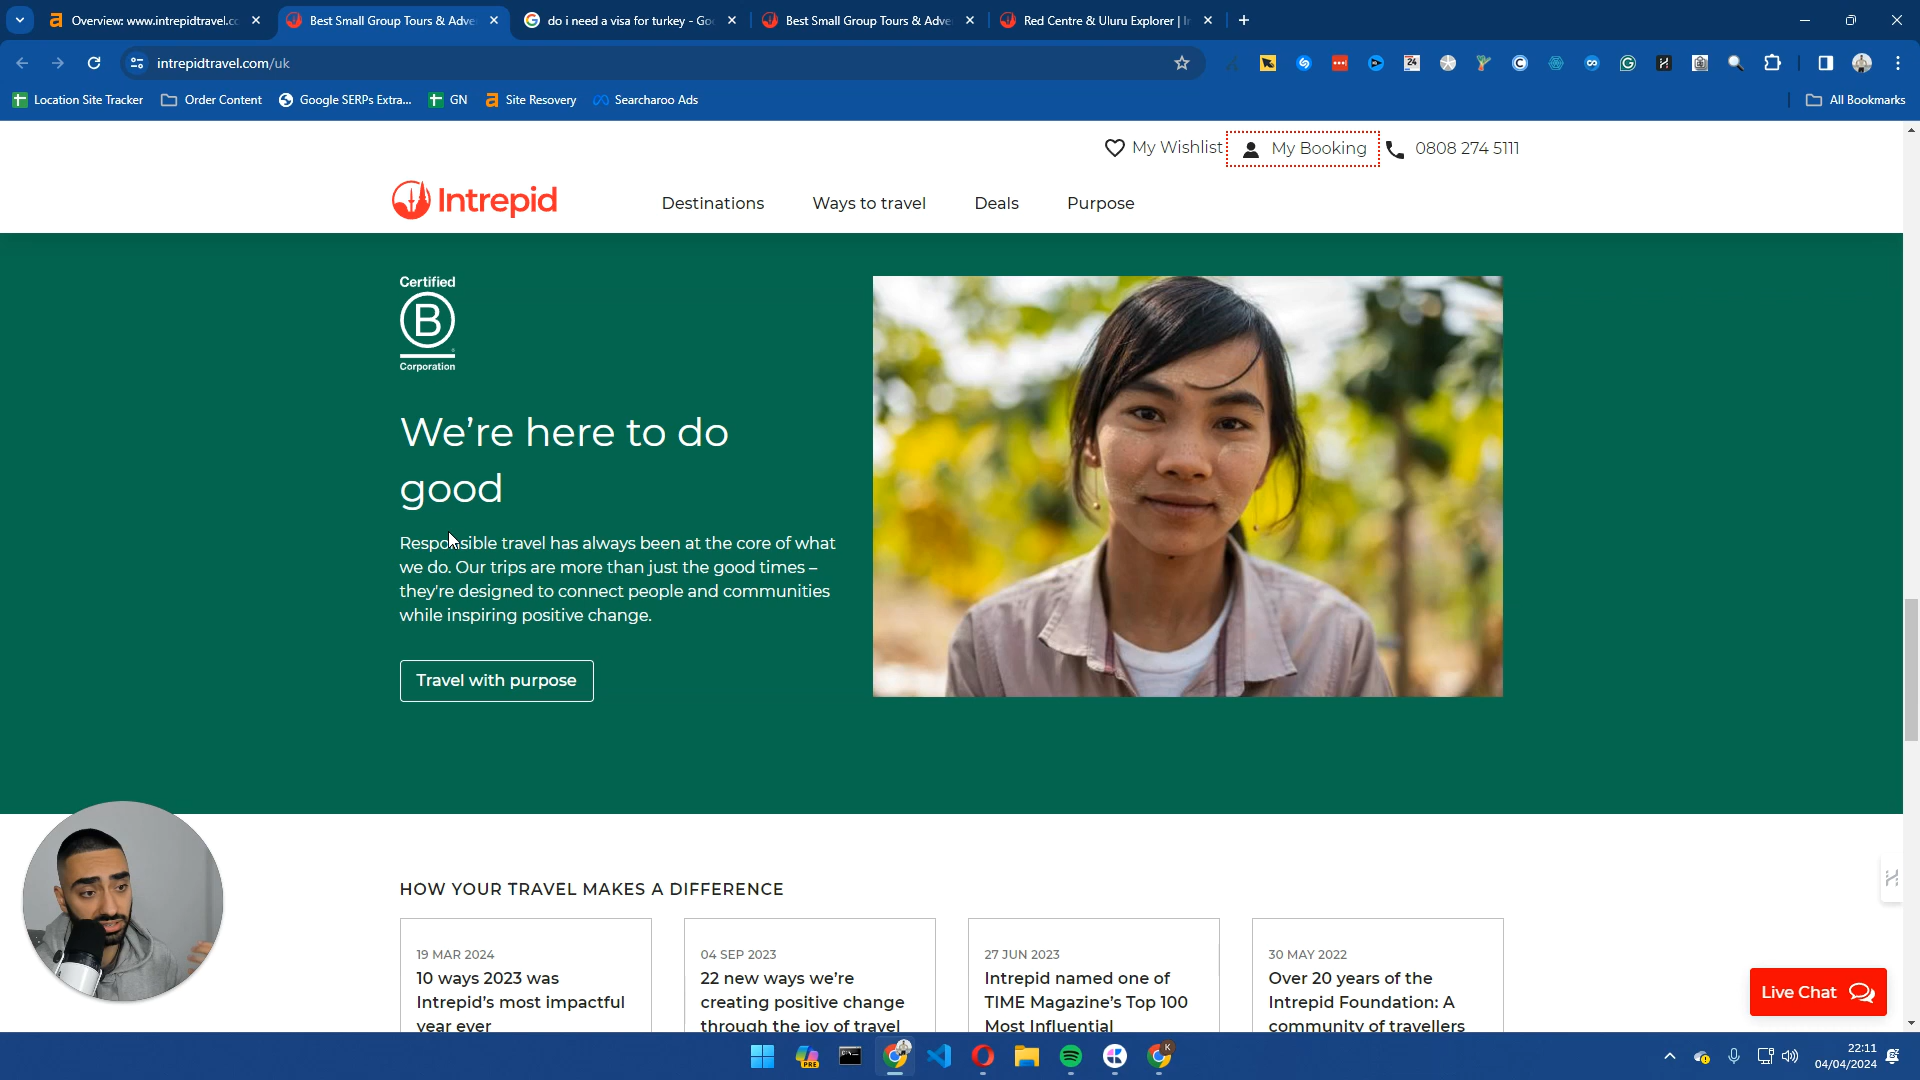 Overview: www.intrepidtravel.c
Best Small Group Tours & Adve
do i need a visa for turkey - Go
Best Small Group Tours & Adve
Red Centre & Uluru Explorer | I
intrepidtravel.com/uk
24
Location Site Tracker
Order Content
Google SERPs Extra...
GN
Site Recovery
Searcharoo Ads
All Bookmarks
My Wishlist
My Booking
0808 274 5111
Intrepid
Destinations
Ways to travel
Deals
Purpose
Certified
B
Corporation
We're here to do
good
Responsible travel has always been at the core of what
we do. Our trips are more than just the good times –
they're designed to connect people and communities
while inspiring positive change.
Travel with purpose
HOW YOUR TRAVEL MAKES A DIFFERENCE
19 MAR 2024
10 ways 2023 was
Intrepid's most impactful
year ever
04 SEP 2023
22 new ways we're
creating positive change
through the joy of travel
27 JUN 2023
Intrepid named one of
TIME Magazine's Top 100
Most Influential
30 MAY 2022
Over 20 years of the
Intrepid Foundation: A
community of travellers
Live Chat
PRE
K
22:11
04/04/2024